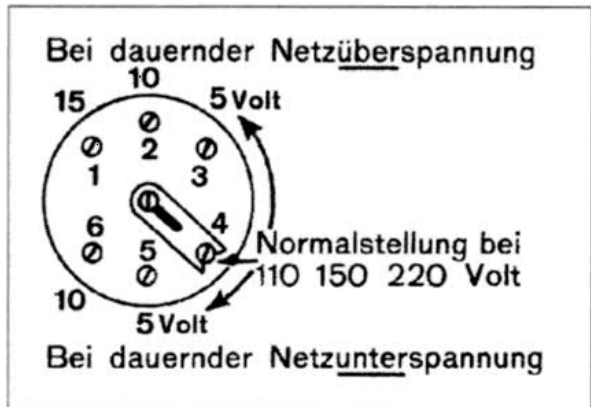 Bei dauernder Netzüberspannung
10
15
5 Volt
2
1
3
6
4
5
Normalstellung bei
110 150 220 Volt
10
5 Volt
Bei dauernder Netzunterspannung